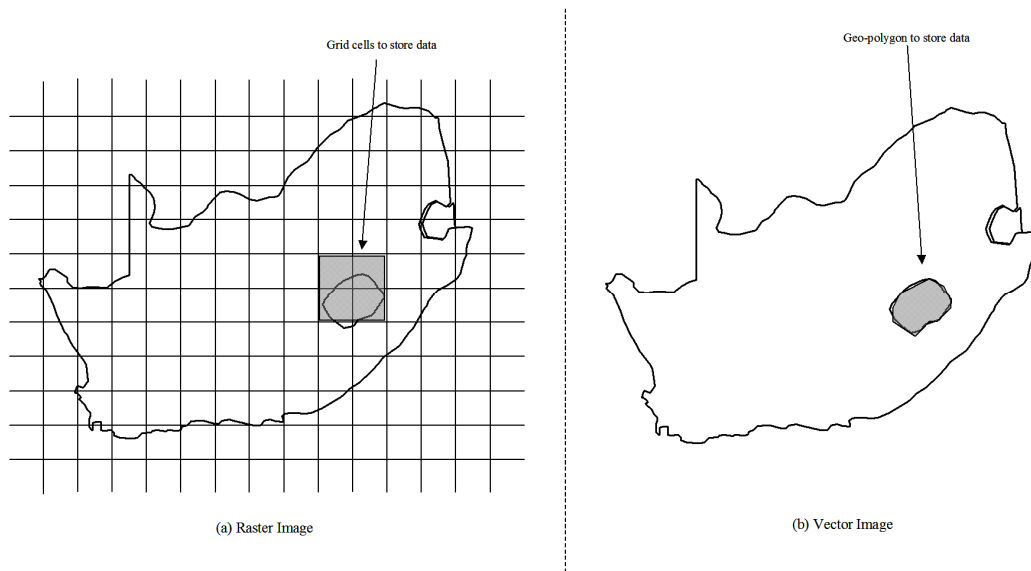 Grid cells to store data
Geo-polygon to store data
(a) Raster Image
(b) Vector Image